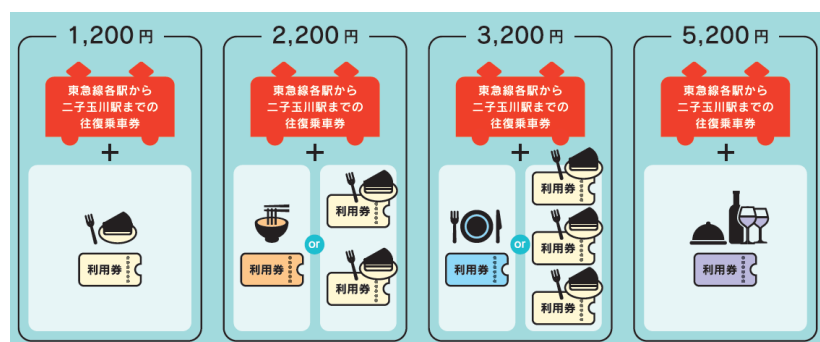 1,200円
東急線各駅から
二子玉川駅までの
往復乗車券
+
利用券
2,200円
東急線各駅から
二子玉川駅までの
往復乗車券
+
利用券
or
利用券
利用券
3,200円
東急線各駅から
二子玉川駅までの
往復乗車券
+
利用券
or
利用券
利用券
利用券
5,200円
東急線各駅から
二子玉川駅までの
往復乗車券
+
利用券